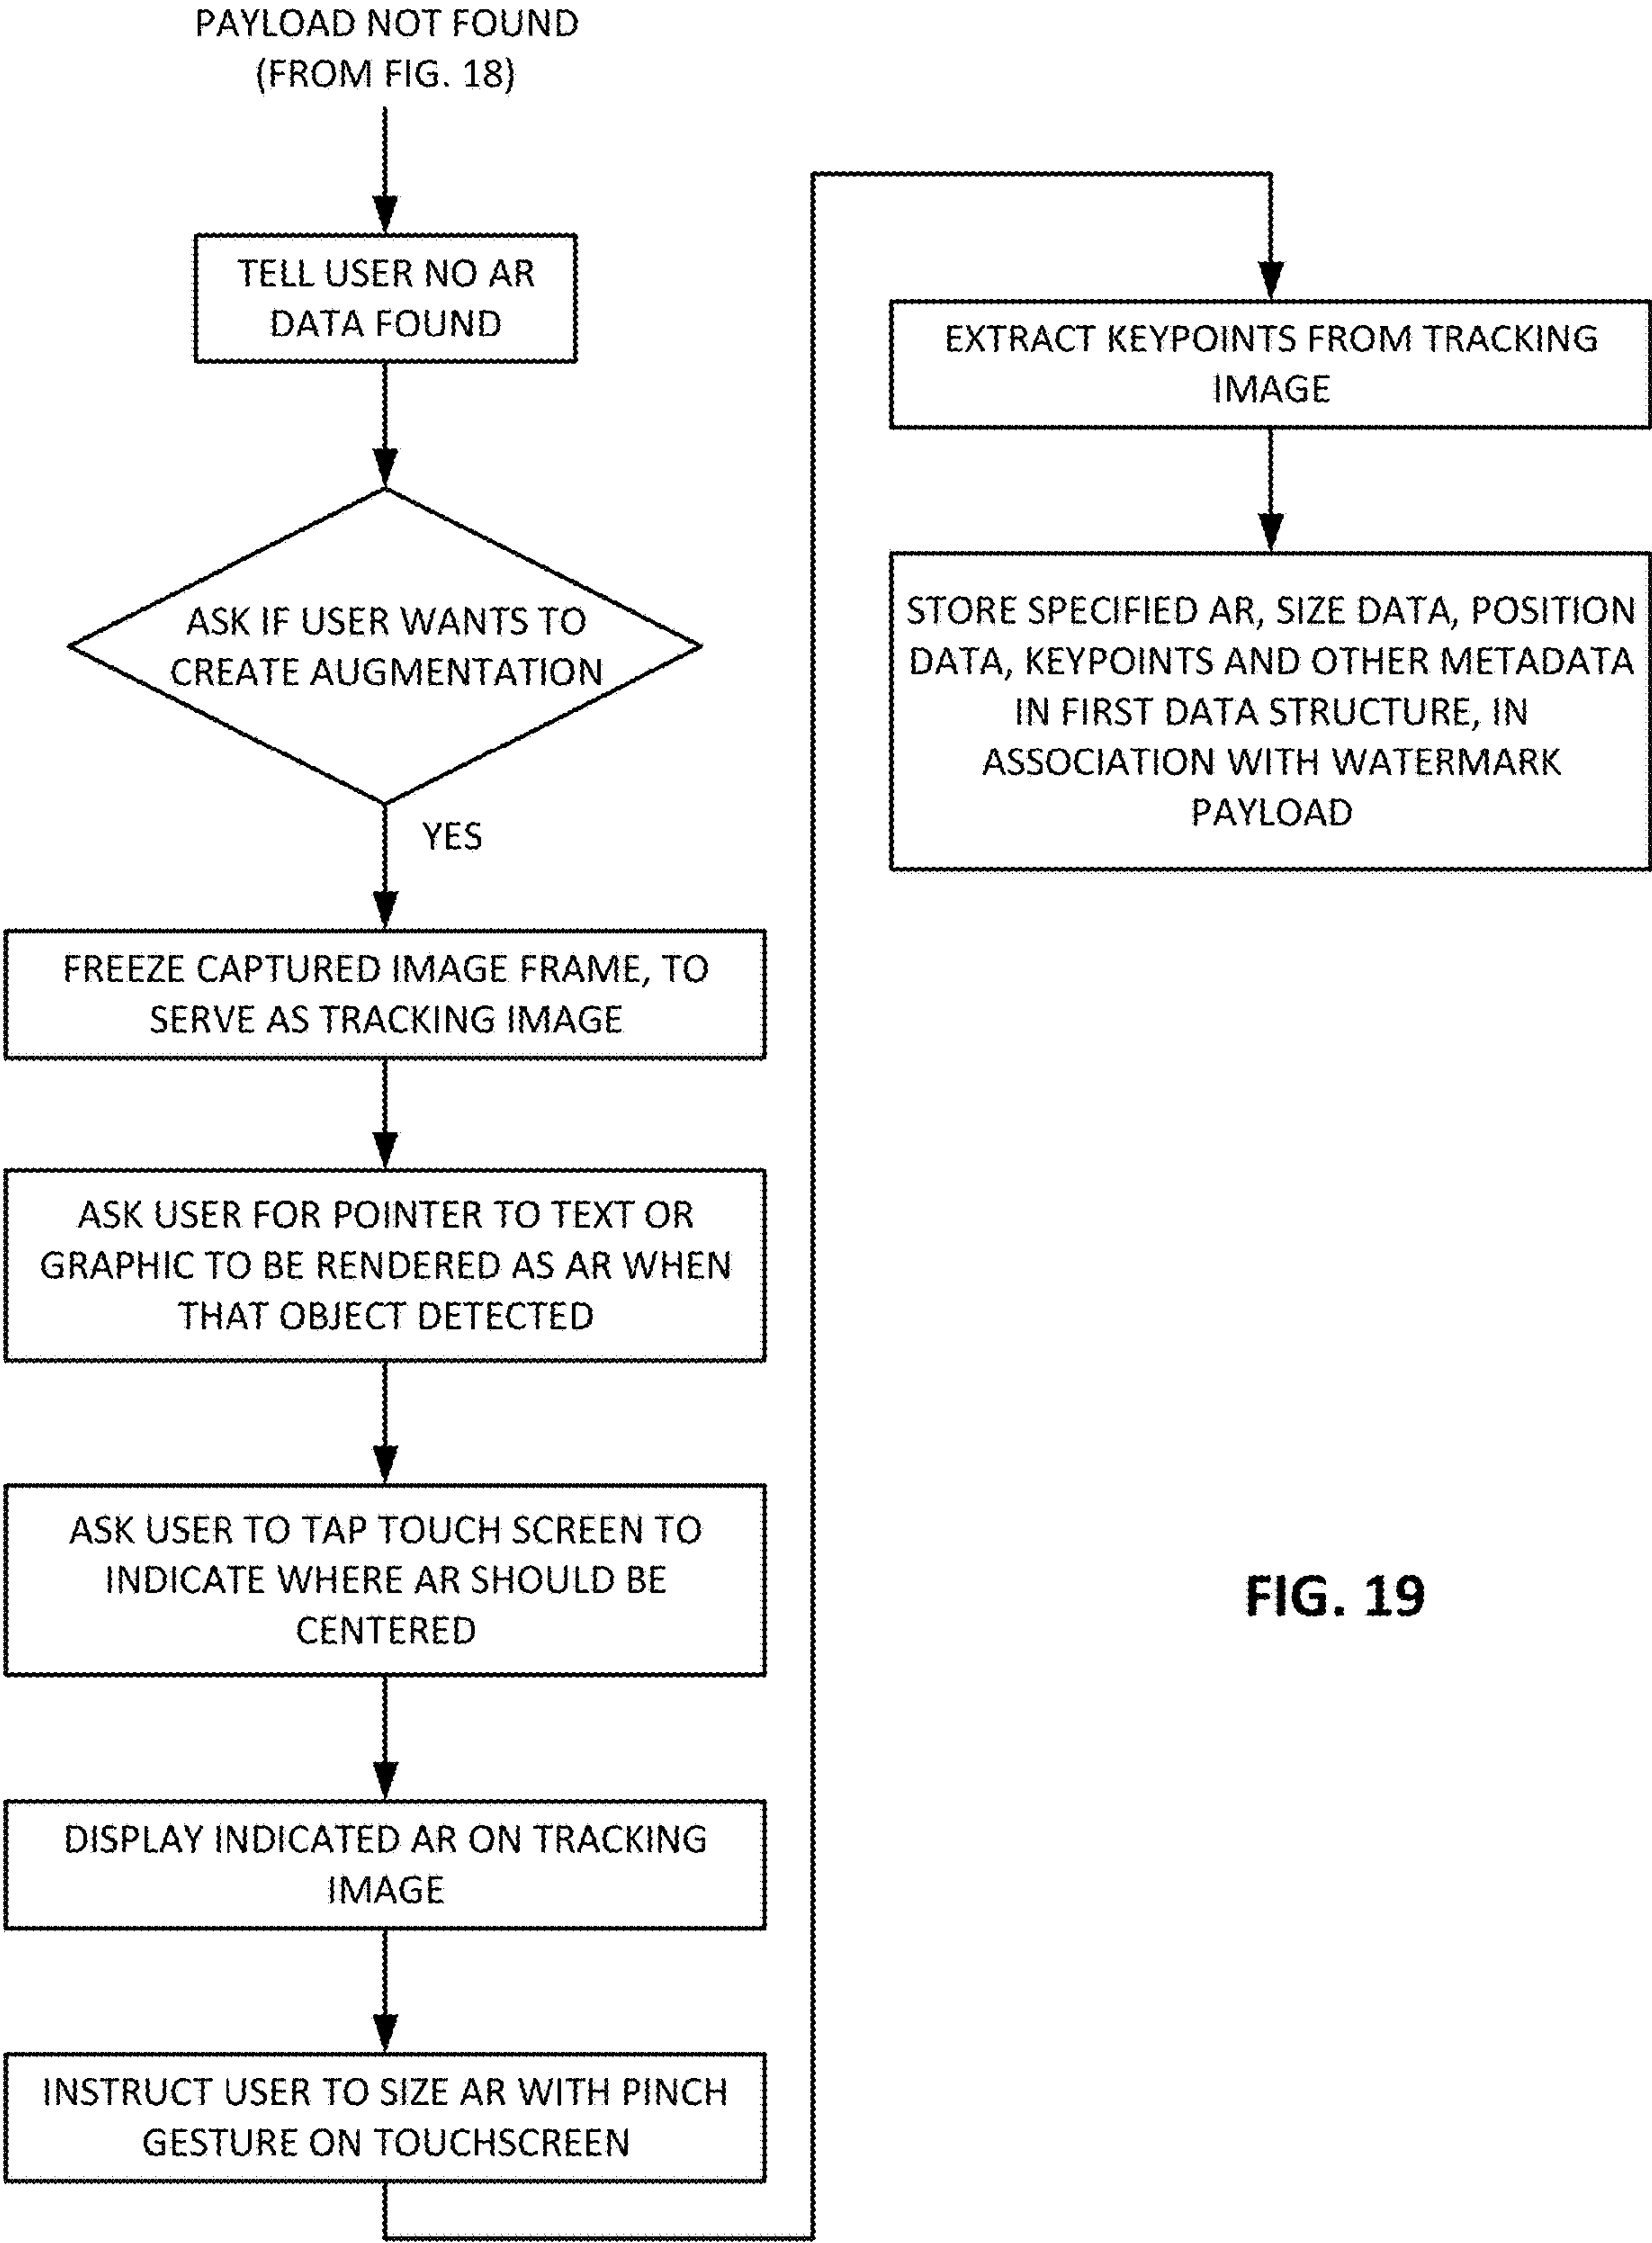 PAYLOAD NOT FOUND
(FROM FIG. 18)
TELL USER NO AR
DATA FOUND
ASK IF USER WANTS TO
CREATE AUGMENTATION
YES
FREEZE CAPTURED IMAGE FRAME, TO
SERVE AS TRACKING IMAGE
ASK USER FOR POINTER TO TEXT OR
GRAPHIC TO BE RENDERED AS AR WHEN
THAT OBJECT DETECTED
ASK USER TO TAP TOUCH SCREEN TO
INDICATE WHERE AR SHOULD BE
CENTERED
DISPLAY INDICATED AR ON TRACKING
IMAGE
INSTRUCT USER TO SIZE AR WITH PINCH
GESTURE ON TOUCHSCREEN
EXTRACT KEYPOINTS FROM TRACKING
IMAGE
STORE SPECIFIED AR, SIZE DATA, POSITION
DATA, KEYPOINTS AND OTHER METADATA
IN FIRST DATA STRUCTURE, IN
ASSOCIATION WITH WATERMARK
PAYLOAD
FIG. 19